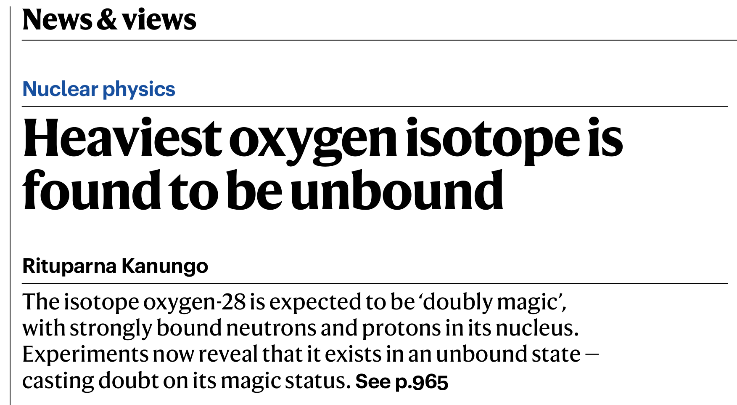 News & views
Nuclear physics
Heaviest oxygen isotope is
found to be unbound
Rituparna Kanungo
The isotope oxygen-28 is expected to be ‘doubly magic’,
with strongly bound neutrons and protons in its nucleus.
Experiments now reveal that it exists in an unbound state —
casting doubt on its magic status. See p.965